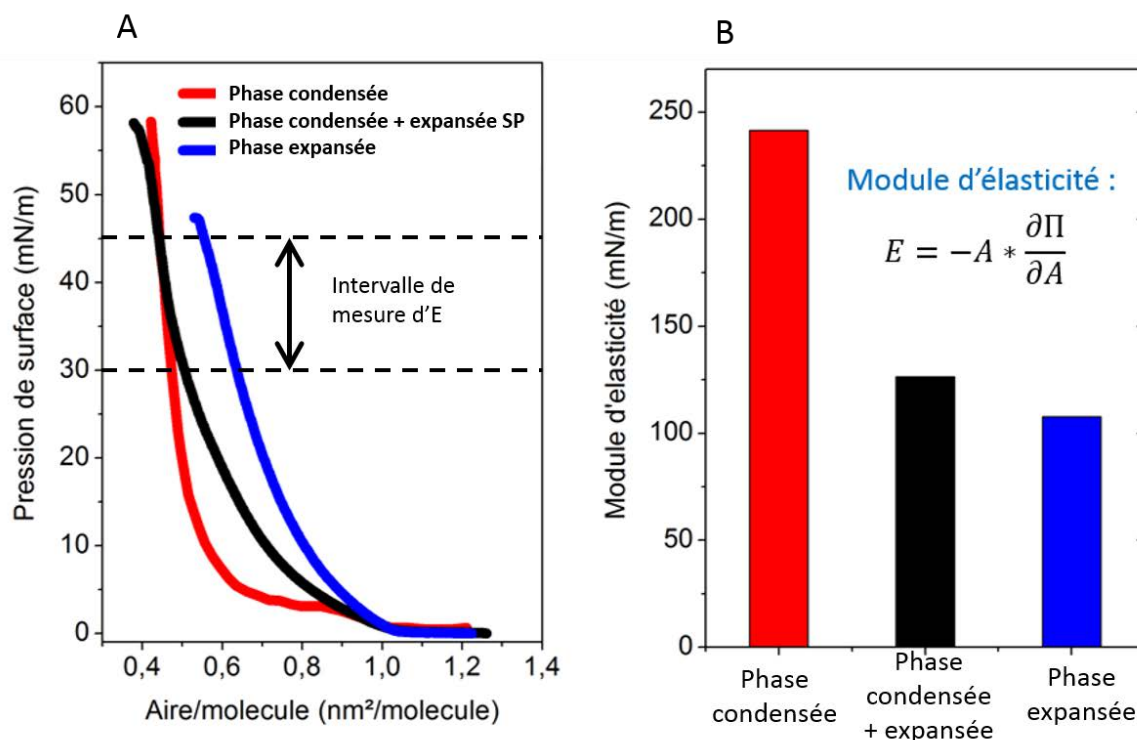 A
Pression de surface (mN/m)
60
50
40
30
20
10
0
Phase condensée
Phase condensée + expansée SP
Phase expansée
Intervalle de
mesure d'E
0,4
0,6
0,8
1,0
1,2
1,4
Aire/molecule (nm²/molecule)
B
Module d'elasticité (mN/m)
250
200
150
100
50
0
Module d'élasticité :
E = −A * ∂Π/∂A
Phase
condensée
Phase
condensée
+ expansée
Phase
expansée